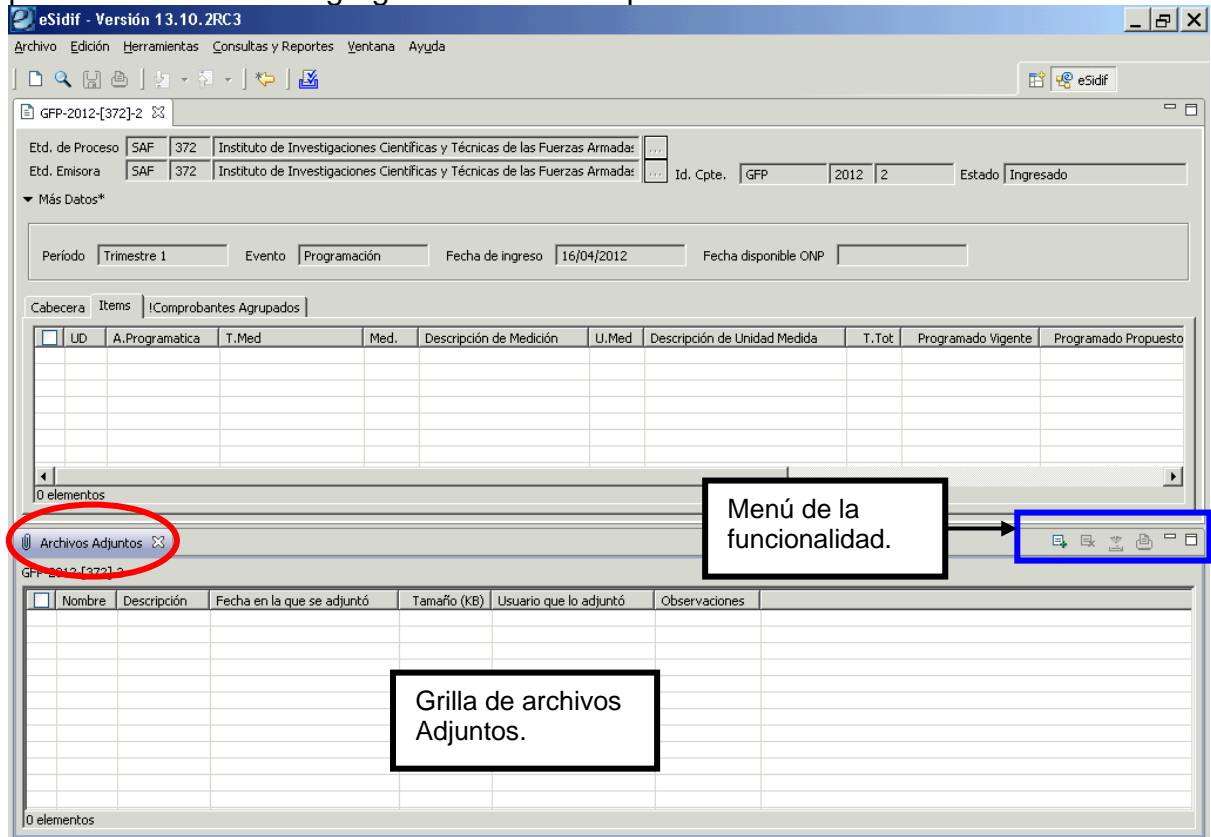 eSidif - Versión 13.10.2RC3
Archivo Edición Herramientas Consultas y Reportes Ventana Ayuda
eSidif
GFP-2012-[372]-2
Etd. de Proceso SAF 372 Instituto de Investigaciones Científicas y Técnicas de las Fuerzas Armadas ...
Etd. Emisora SAF 372 Instituto de Investigaciones Científicas y Técnicas de las Fuerzas Armadas ... Id. Cpte. GFP 2012 2 Estado Ingresado
Más Datos*
Período Trimestre 1 Evento Programación Fecha de ingreso 16/04/2012 Fecha disponible ONP
Cabecera Items !Comprobantes Agrupados
UD A.Programatica T.Med Med. Descripción de Medición U.Med Descripción de Unidad Medida T.Tot Programado Vigente Programado Propuesto
0 elementos
Menú de la
funcionalidad.
Archivos Adjuntos
GFP-2012-[372]-2
Nombre Descripción Fecha en la que se adjuntó Tamaño (KB) Usuario que lo adjuntó Observaciones
Grilla de archivos
Adjuntos.
0 elementos